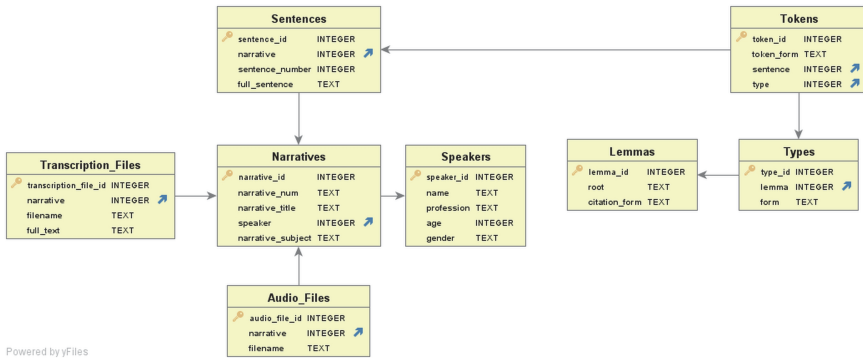 Sentences
sentence_id INTEGER
narrative INTEGER
sentence_number INTEGER
full_sentence TEXT
Tokens
token_id INTEGER
token_form TEXT
sentence INTEGER
type INTEGER
Transcription_Files
transcription_file_id INTEGER
narrative INTEGER
filename TEXT
full_text TEXT
Narratives
narrative_id INTEGER
narrative_num TEXT
narrative_title TEXT
speaker INTEGER
narrative_subject TEXT
Speakers
speaker_id INTEGER
name TEXT
profession TEXT
age INTEGER
gender TEXT
Lemmas
lemma_id INTEGER
root TEXT
citation_form TEXT
Types
type_id INTEGER
lemma INTEGER
form TEXT
Audio_Files
audio_file_id INTEGER
narrative INTEGER
filename TEXT
Powered by yFiles